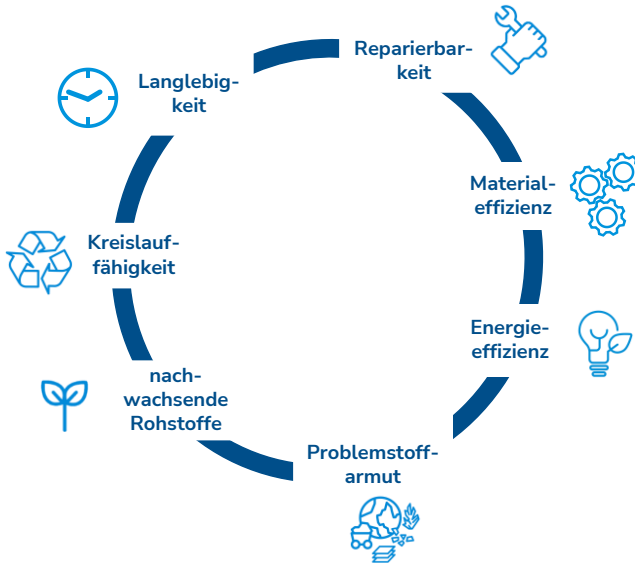 Reparierbar-
keit
Langlebig-
keit
Material-
effizienz
Kreislauf-
fähigkeit
Energie-
effizienz
nach-
wachsende
Rohstoffe
Problemstoff-
armut